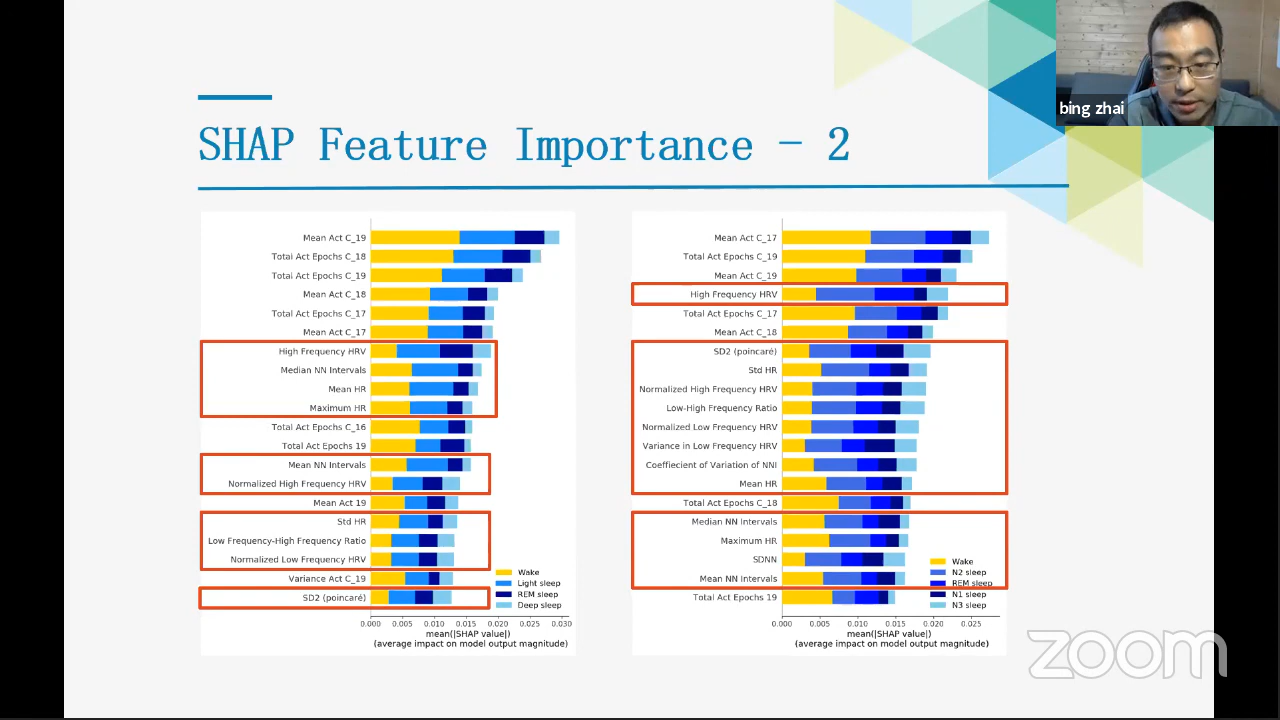 bing zhai
SHAP Feature Importance - 2
Mean Act C_19
Total Act Epochs C_18
Total Act Epochs C_19
Mean Act C_18
Total Act Epochs C_17
Mean Act C_17
High Frequency HRV
Median NN Intervals
Mean HR
Maximum HR
Total Act Epochs C_16
Total Act Epochs 19
Mean NN Intervals
Normalized High Frequency HRV
Mean Act 19
Std HR
Low Frequency-High Frequency Ratio
Normalized Low Frequency HRV
Variance Act C_19
SD2 (poincaré)
Wake
Light sleep
REM sleep
Deep sleep
0.000 0.005 0.010 0.015 0.020 0.025 0.030
mean(|SHAP value|)
(average impact on model output magnitude)
Mean Act C_17
Total Act Epochs C_19
Mean Act C_19
High Frequency HRV
Total Act Epochs C_17
Mean Act C_18
SD2 (poincaré)
Std HR
Normalized High Frequency HRV
Low-High Frequency Ratio
Normalized Low Frequency HRV
Variance in Low Frequency HRV
Coeffiecient of Variation of NNI
Mean HR
Total Act Epochs C_18
Median NN Intervals
Maximum HR
SDNN
Mean NN Intervals
Total Act Epochs 19
Wake
N2 sleep
REM sleep
N1 sleep
N3 sleep
0.000 0.005 0.010 0.015 0.020 0.025
mean(|SHAP value|)
(average impact on model output magnitude)
zoom